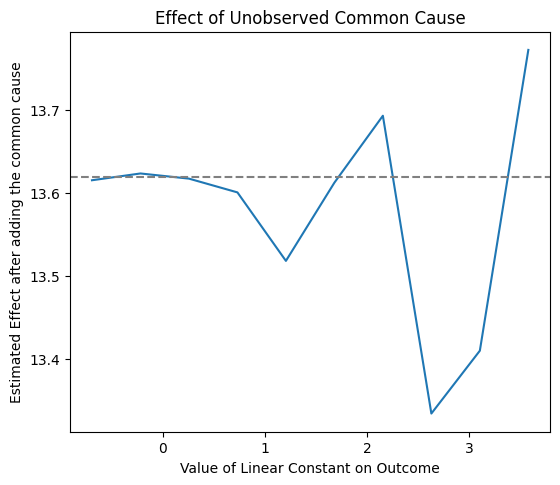 Effect of Unobserved Common Cause
Estimated Effect after adding the common cause
13.7
13.6
13.5
13.4
0 1 2 3
Value of Linear Constant on Outcome